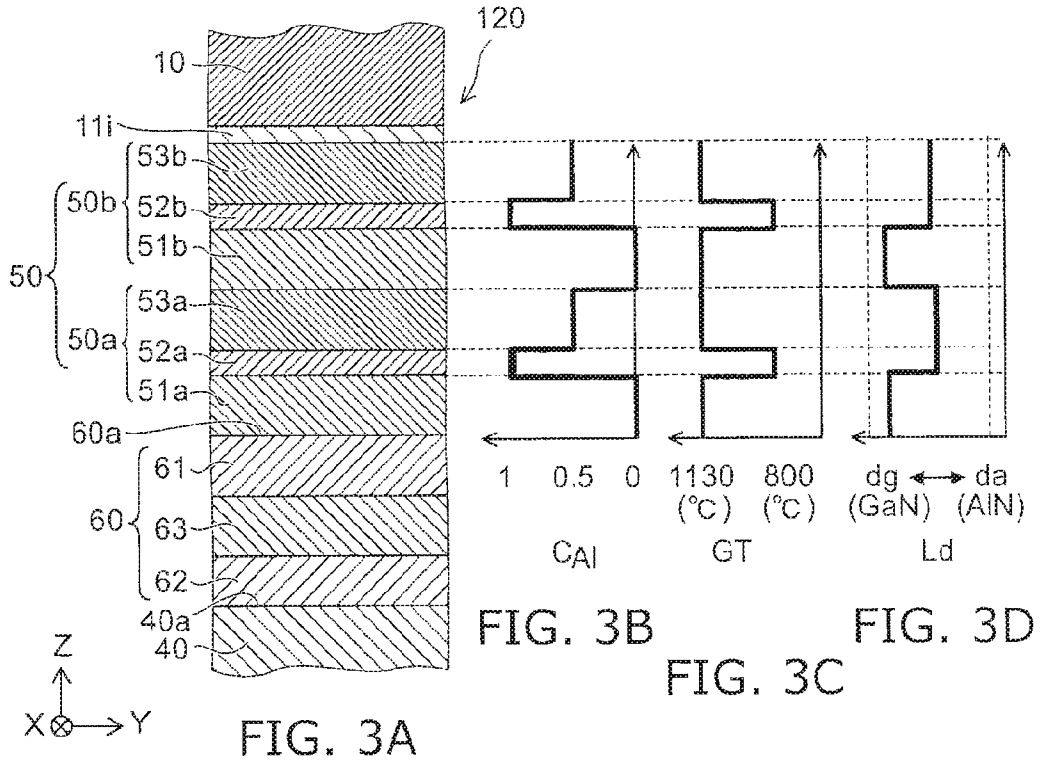 120
10
11i
53b
50b
52b
51b
50
53a
50a
52a
51a
60a
61
60
63
62
40a
40
Z
X
Y
FIG. 3A
1 0.5 0
CAl
FIG. 3B
1130 800
(℃) (℃)
GT
FIG. 3C
dg da
(GaN) (AlN)
Ld
FIG. 3D